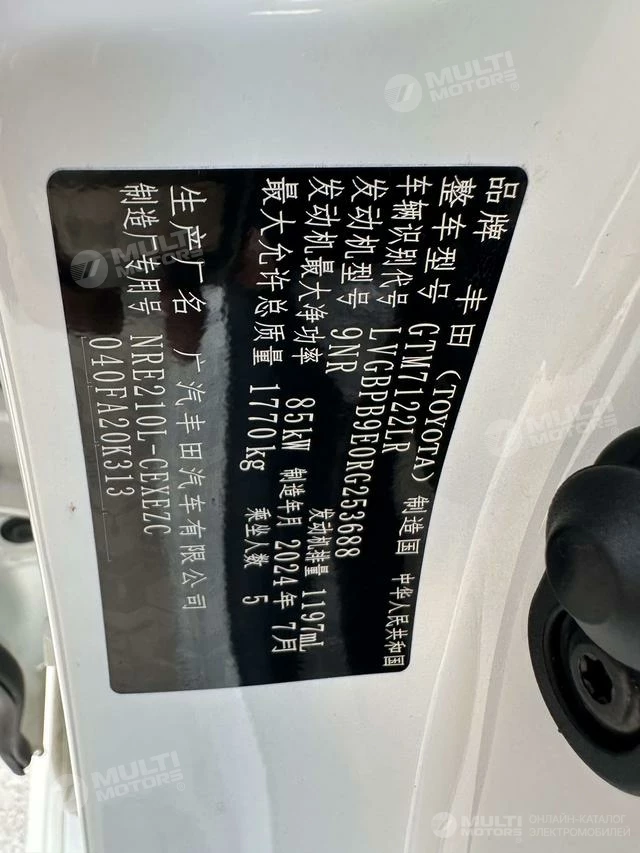 品牌 丰田 (TOYOTA) 制造国 中华人民共和国
整车型号 GTM7122LR
车辆识别代号 LVGBPB9E0RG253688
发动机型号 9NR 发动机排量 1197mL
发动机最大净功率 85kW 制造年月 2024年 7月
最大允许总质量 1770kg 乘坐人数 5
生产厂名 广汽丰田汽车有限公司
制造厂专用号 NRE210L-CEXEZC
040FA20K313
MULTI MOTORS®
MULTI MOTORS®
MULTI MOTORS®
MULTI MOTORS®
MULTI MOTORS® ОНЛАЙН-КАТАЛОГ ЭЛЕКТРОМОБИЛЕЙ